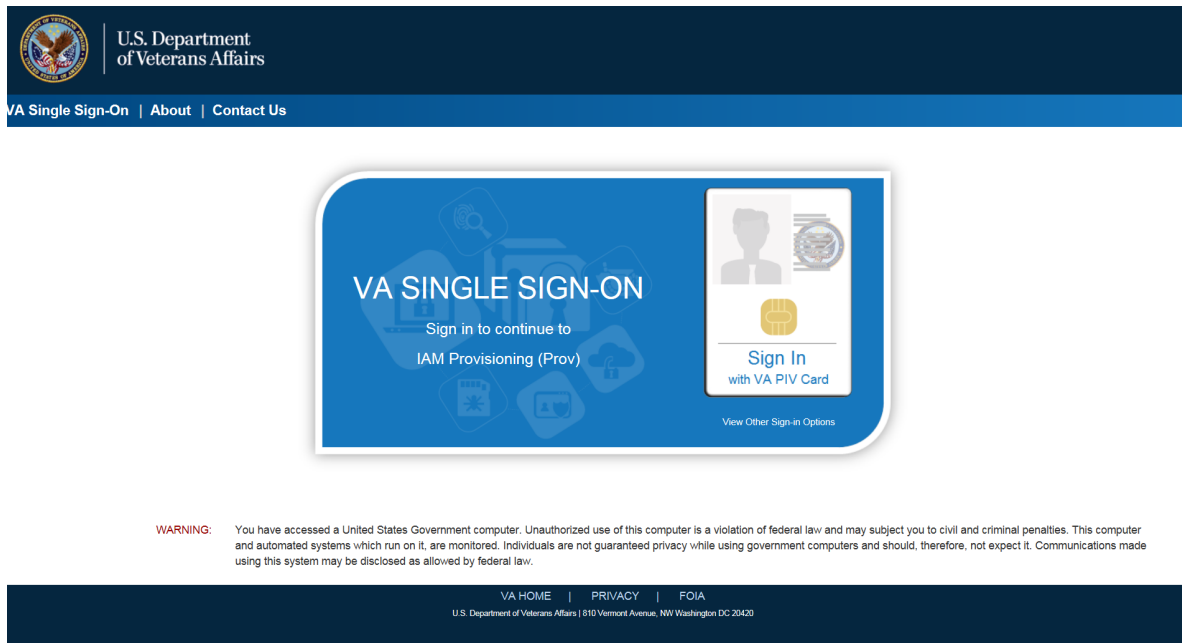 U.S. Department
of Veterans Affairs
VA Single Sign-On | About | Contact Us
VA SINGLE SIGN-ON
Sign in to continue to
IAM Provisioning (Prov)
Sign In
with VA PIV Card
View Other Sign-in Options
WARNING: You have accessed a United States Government computer. Unauthorized use of this computer is a violation of federal law and may subject you to civil and criminal penalties. This computer
and automated systems which run on it, are monitored. Individuals are not guaranteed privacy while using government computers and should, therefore, not expect it. Communications made
using this system may be disclosed as allowed by federal law.
VA HOME | PRIVACY | FOIA
U.S. Department of Veterans Affairs | 810 Vermont Avenue, NW Washington DC 20420